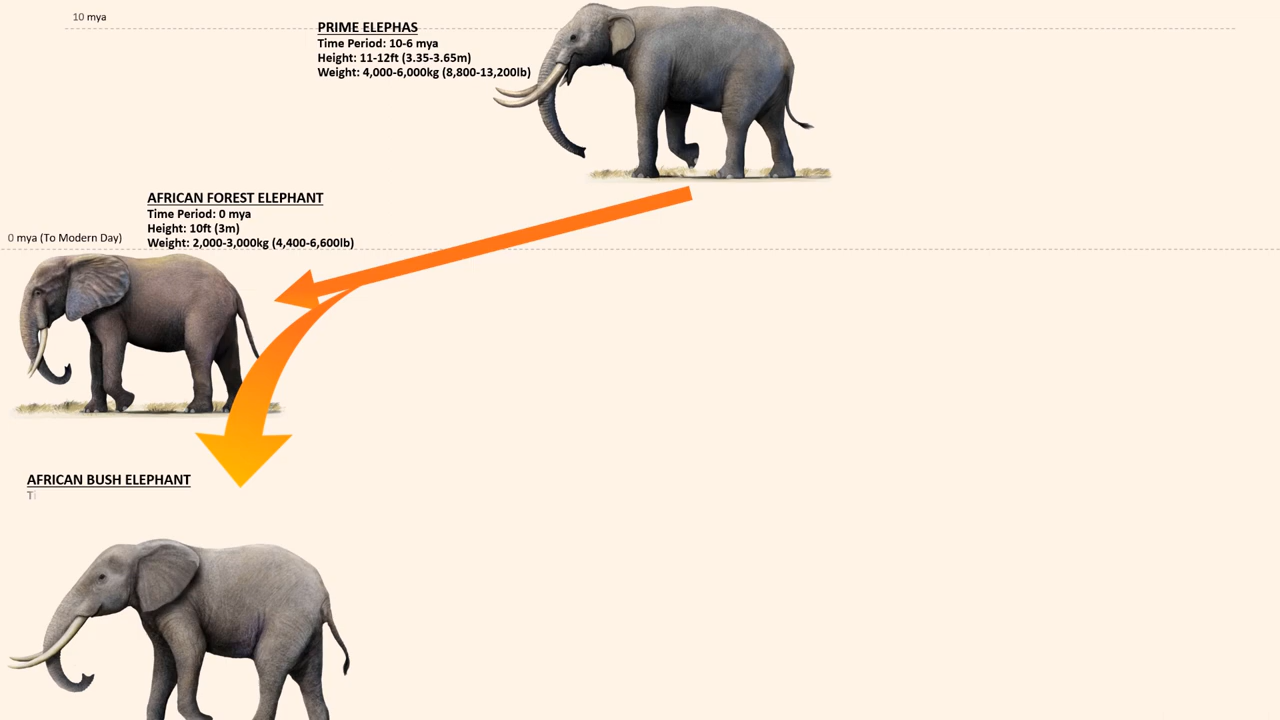 10 mya
PRIME ELEPHAS
Time Period: 10-6 mya
Height: 11-12ft (3.35-3.65m)
Weight: 4,000-6,000kg (8,800-13,200lb)
AFRICAN FOREST ELEPHANT
Time Period: 0 mya
Height: 10ft (3m)
0 mya (To Modern Day)
Weight: 2,000-3,000kg (4,400-6,600lb)
AFRICAN BUSH ELEPHANT
Ti